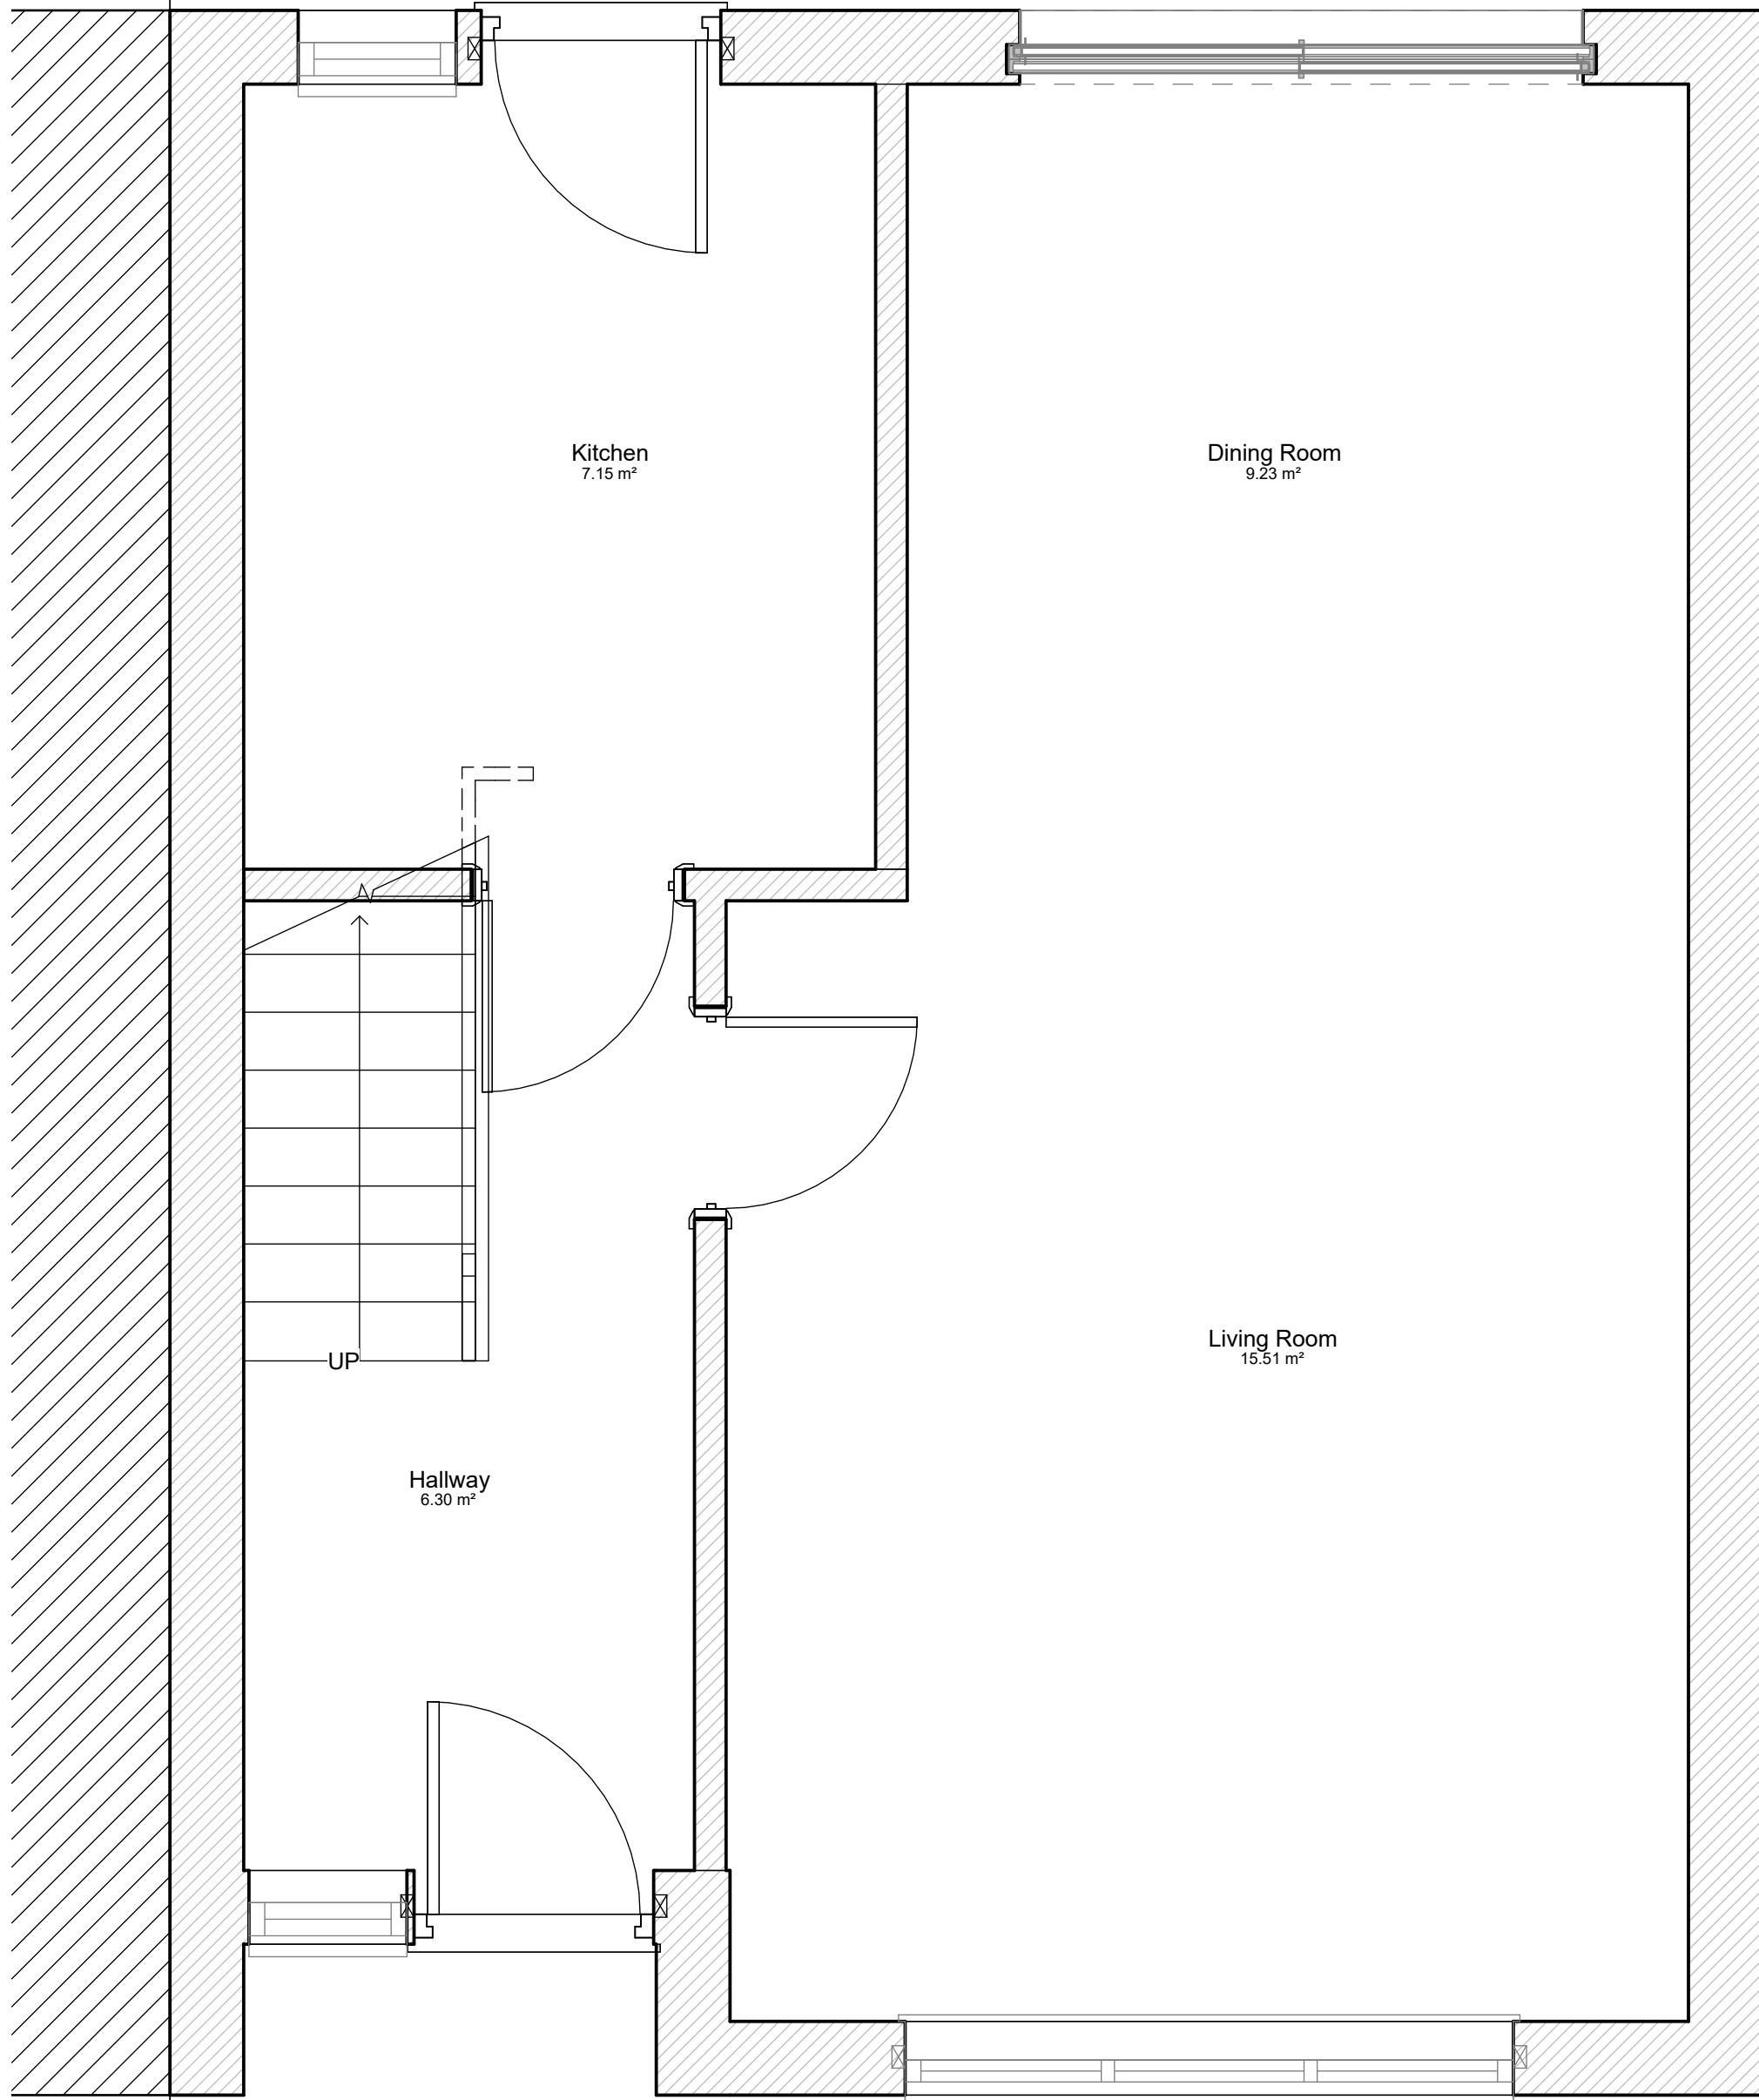 Kitchen
7.15 m²
Dining Room
9.23 m²
Living Room
15.51 m²
UP
Hallway
6.30 m²